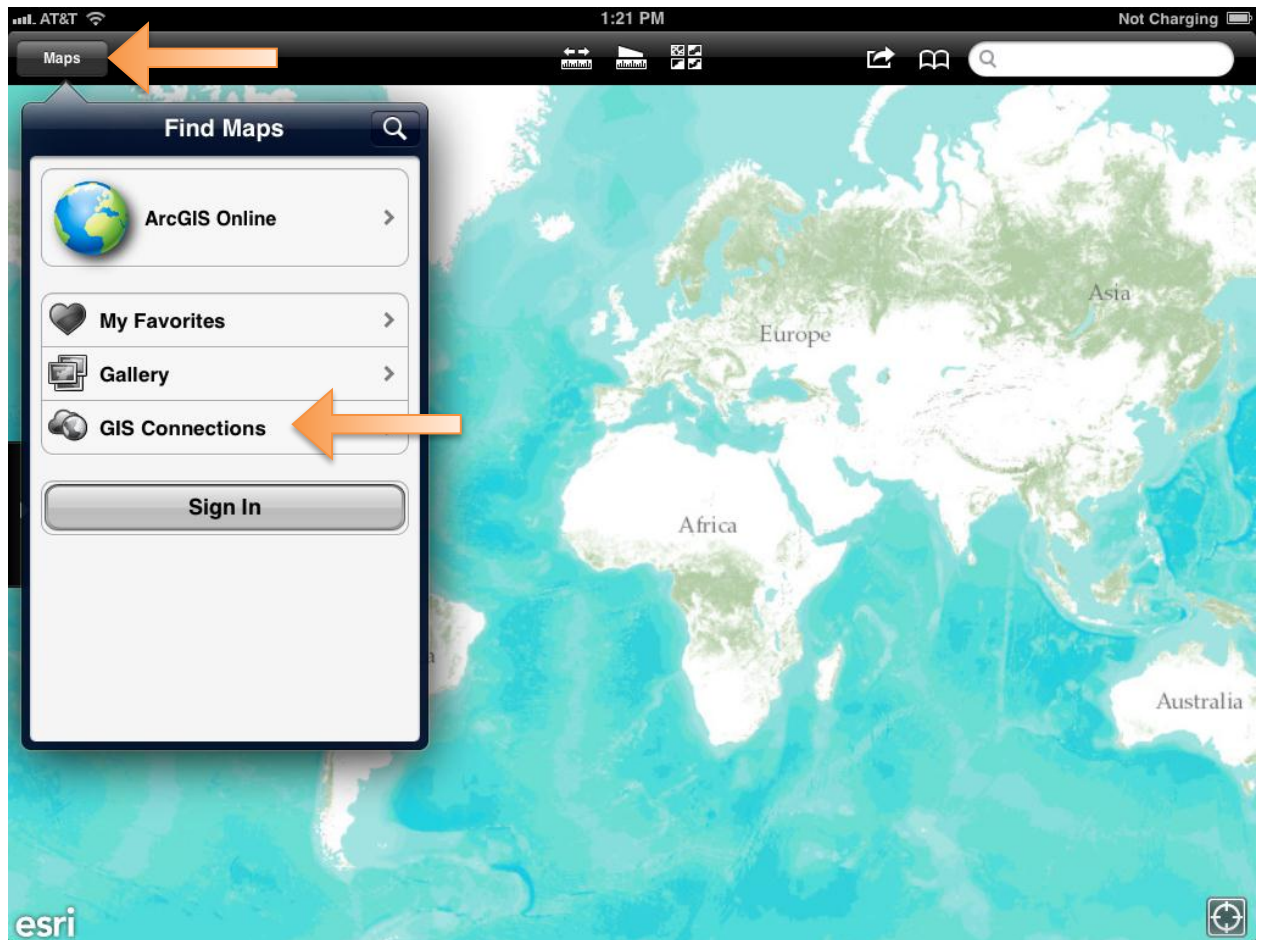 AT&T 1:21 PM Not Charging
Maps
Find Maps
ArcGIS Online
My Favorites
Gallery
GIS Connections
Sign In
Europe
Asia
Africa
a
Australia
esri